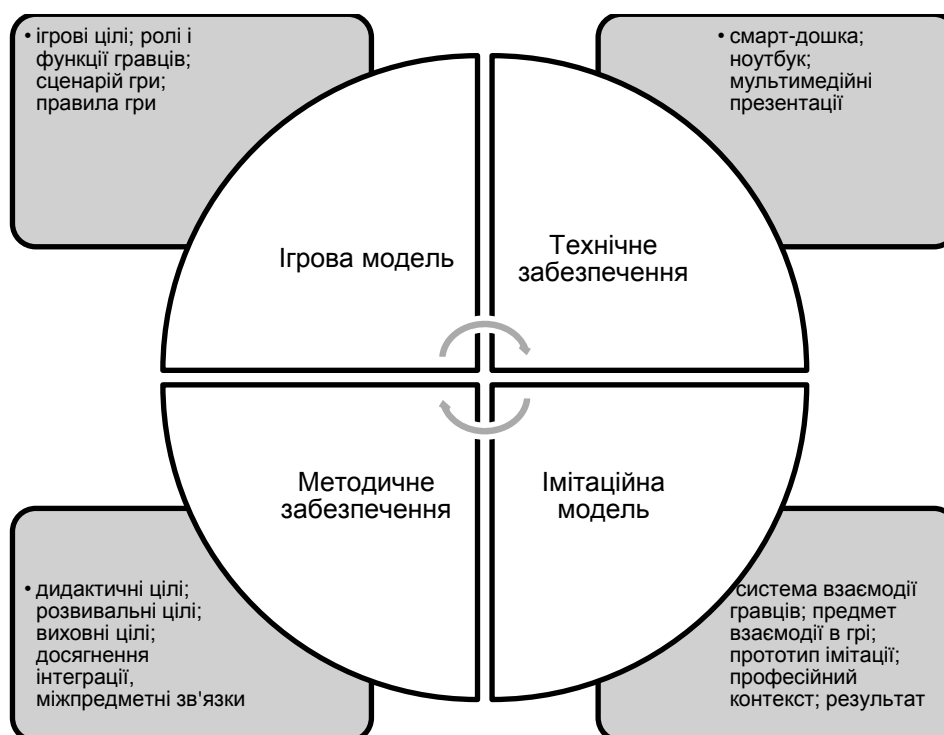 • ігрові цілі; ролі і
функції гравців;
сценарій гри;
правила гри
• смарт-дошка;
ноутбук;
мультимедійні
презентації
Ігрова модель
Технічне
забезпечення
Методичне
забезпечення
Імітаційна
модель
• дидактичні цілі;
розвивальні цілі;
виховні цілі;
досягнення
інтеграції,
міжпредметні зв'язки
система взаємодії
гравців; предмет
взаємодії в грі;
прототип імітації;
професійний
контекст; результат